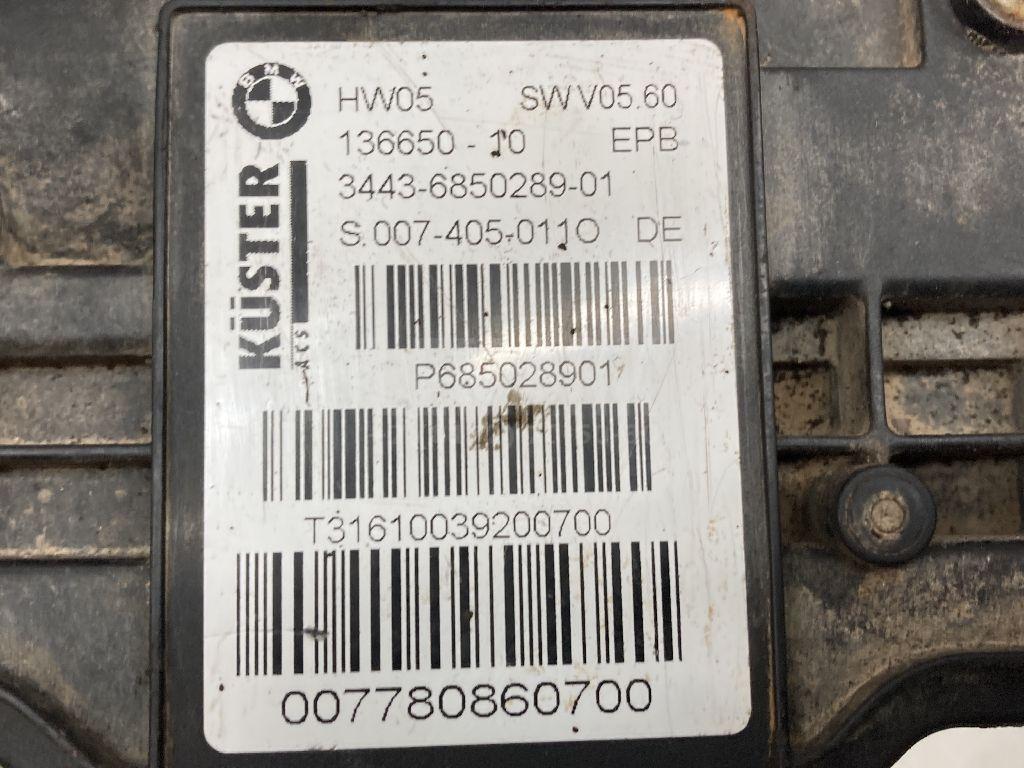 BMW
HW05 SW V05.60
136650 - 10 EPB
3443-6850289-01
S.007-405-011O DE
KÜSTER
ACS
P685028901
T31610039200700
007780860700